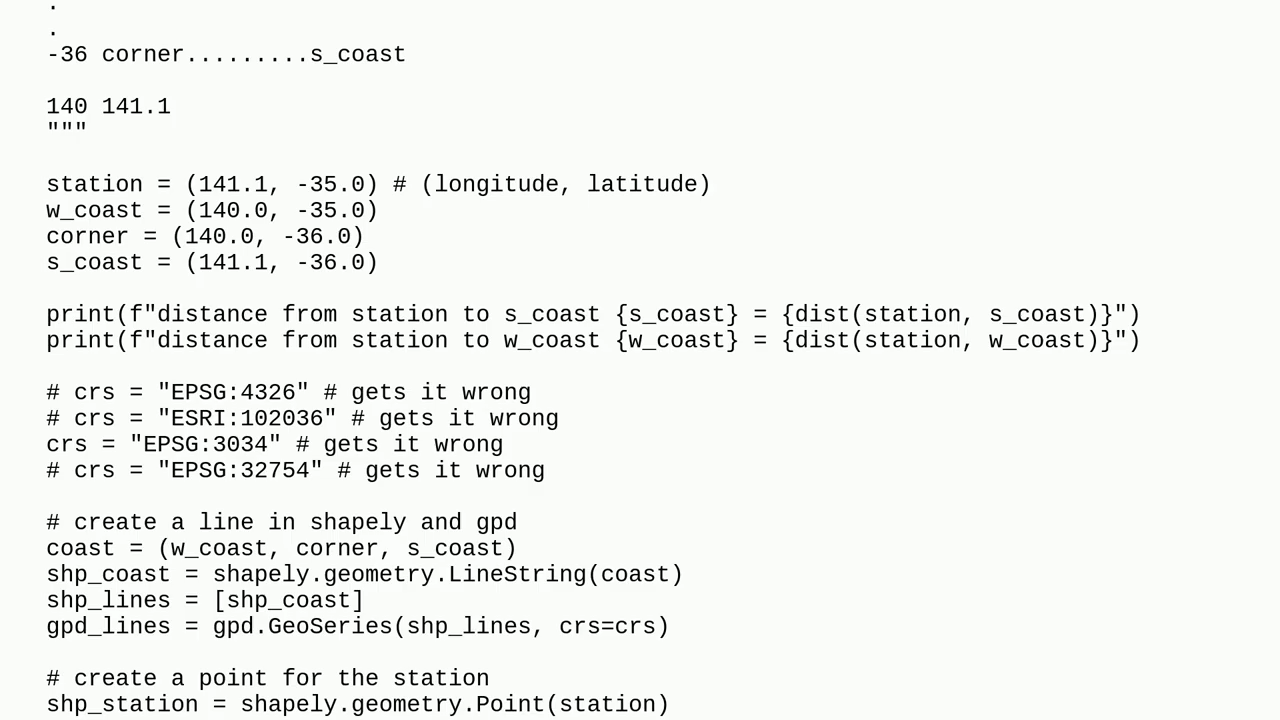 .
.
-36 corner.........s_coast
140 141.1
"""
station = (141.1, -35.0) # (longitude, latitude)
w_coast = (140.0, -35.0)
corner = (140.0, -36.0)
s_coast = (141.1, -36.0)
print(f"distance from station to s_coast {s_coast} = {dist(station, s_coast)}")
print(f"distance from station to w_coast {w_coast} = {dist(station, w_coast)}")
# crs = "EPSG:4326" # gets it wrong
# crs = "ESRI:102036" # gets it wrong
crs = "EPSG:3034" # gets it wrong
# crs = "EPSG:32754" # gets it wrong
# create a line in shapely and gpd
coast = (w_coast, corner, s_coast)
shp_coast = shapely.geometry.LineString(coast)
shp_lines = [shp_coast]
gpd_lines = gpd.GeoSeries(shp_lines, crs=crs)
# create a point for the station
shp_station = shapely.geometry.Point(station)